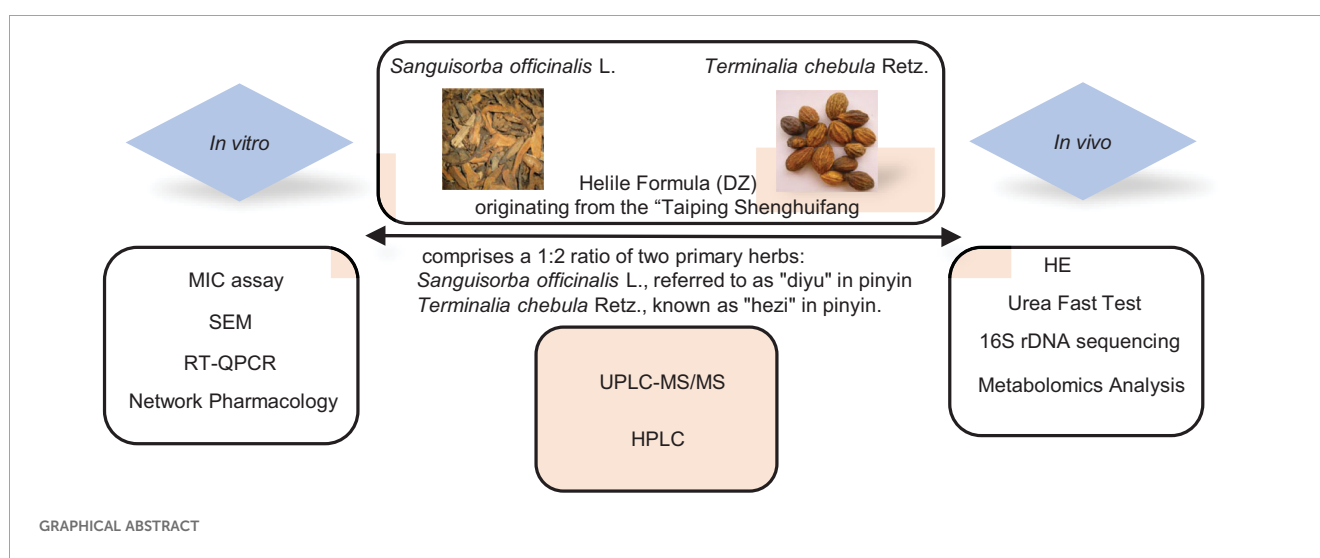 Sanguisorba officinalis L.
Terminalia chebula Retz.
In vitro
In vivo
Helile Formula (DZ)
originating from the “Taiping Shenghuifang
comprises a 1:2 ratio of two primary herbs:
Sanguisorba officinalis L., referred to as "diyu" in pinyin
Terminalia chebula Retz., known as "hezi" in pinyin.
MIC assay
SEM
RT-QPCR
Network Pharmacology
UPLC-MS/MS
HPLC
HE
Urea Fast Test
16S rDNA sequencing
Metabolomics Analysis
GRAPHICAL ABSTRACT